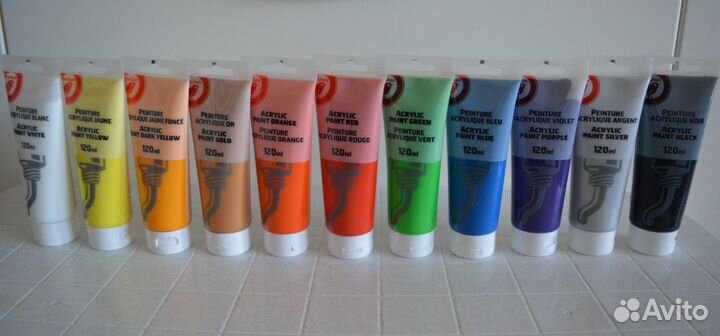 PEINTURE
ACRYLIQUE BLANC
ACRYLIC
PAINT WHITE
120ml
PEINTURE
ACRYLIQUE JAUNE
ACRYLIC
PAINT YELLOW
120ml
PEINTURE
ACRYLIQUE JAUNE FONCÉ
ACRYLIC
PAINT DARK YELLOW
120ml
PEINTURE
ACRYLIQUE OR
ACRYLIC
PAINT GOLD
120ml
ACRYLIC
PAINT ORANGE
PEINTURE
ACRYLIQUE ORANGE
120ml
ACRYLIC
PAINT RED
PEINTURE
ACRYLIQUE ROUGE
120ml
ACRYLIC
PAINT GREEN
PEINTURE
ACRYLIQUE VERT
120ml
PEINTURE
ACRYLIQUE BLEU
ACRYLIC
PAINT BLUE
120ml
PEINTURE
ACRYLIQUE VIOLET
ACRYLIC
PAINT PURPLE
120ml
PEINTURE
ACRYLIQUE ARGENT
ACRYLIC
PAINT SILVER
120ml
PEINTURE
ACRYLIQUE NOIR
ACRYLIC
PAINT BLACK
120ml
Avito